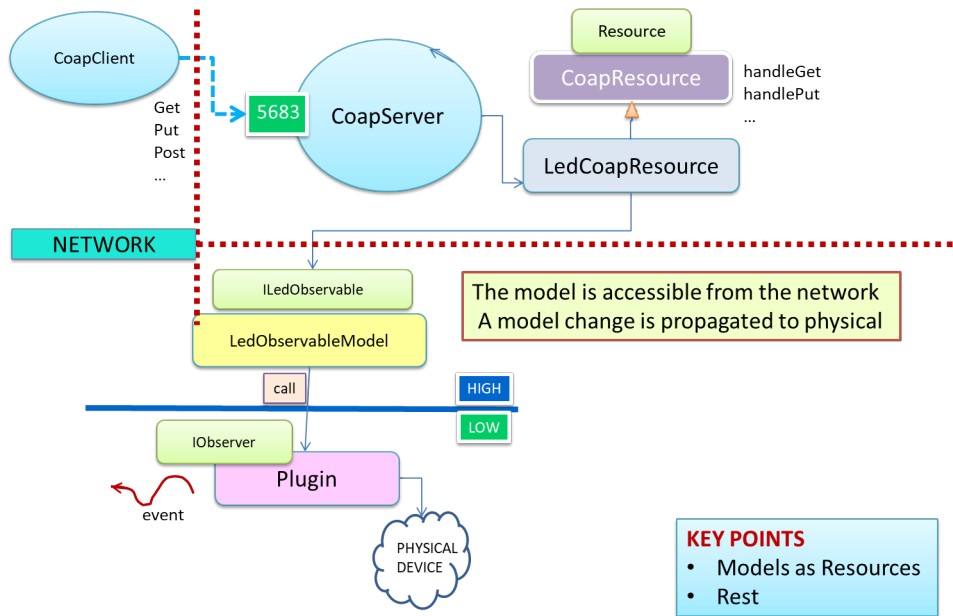 CoapClient
Get
Put
Post
...
5683
CoapServer
Resource
CoapResource
handleGet
handlePut
...
LedCoapResource
NETWORK
ILedObservable
LedObservableModel
The model is accessible from the network
A model change is propagated to physical
call
HIGH
LOW
IObserver
Plugin
event
PHYSICAL
DEVICE
KEY POINTS
• Models as Resources
• Rest